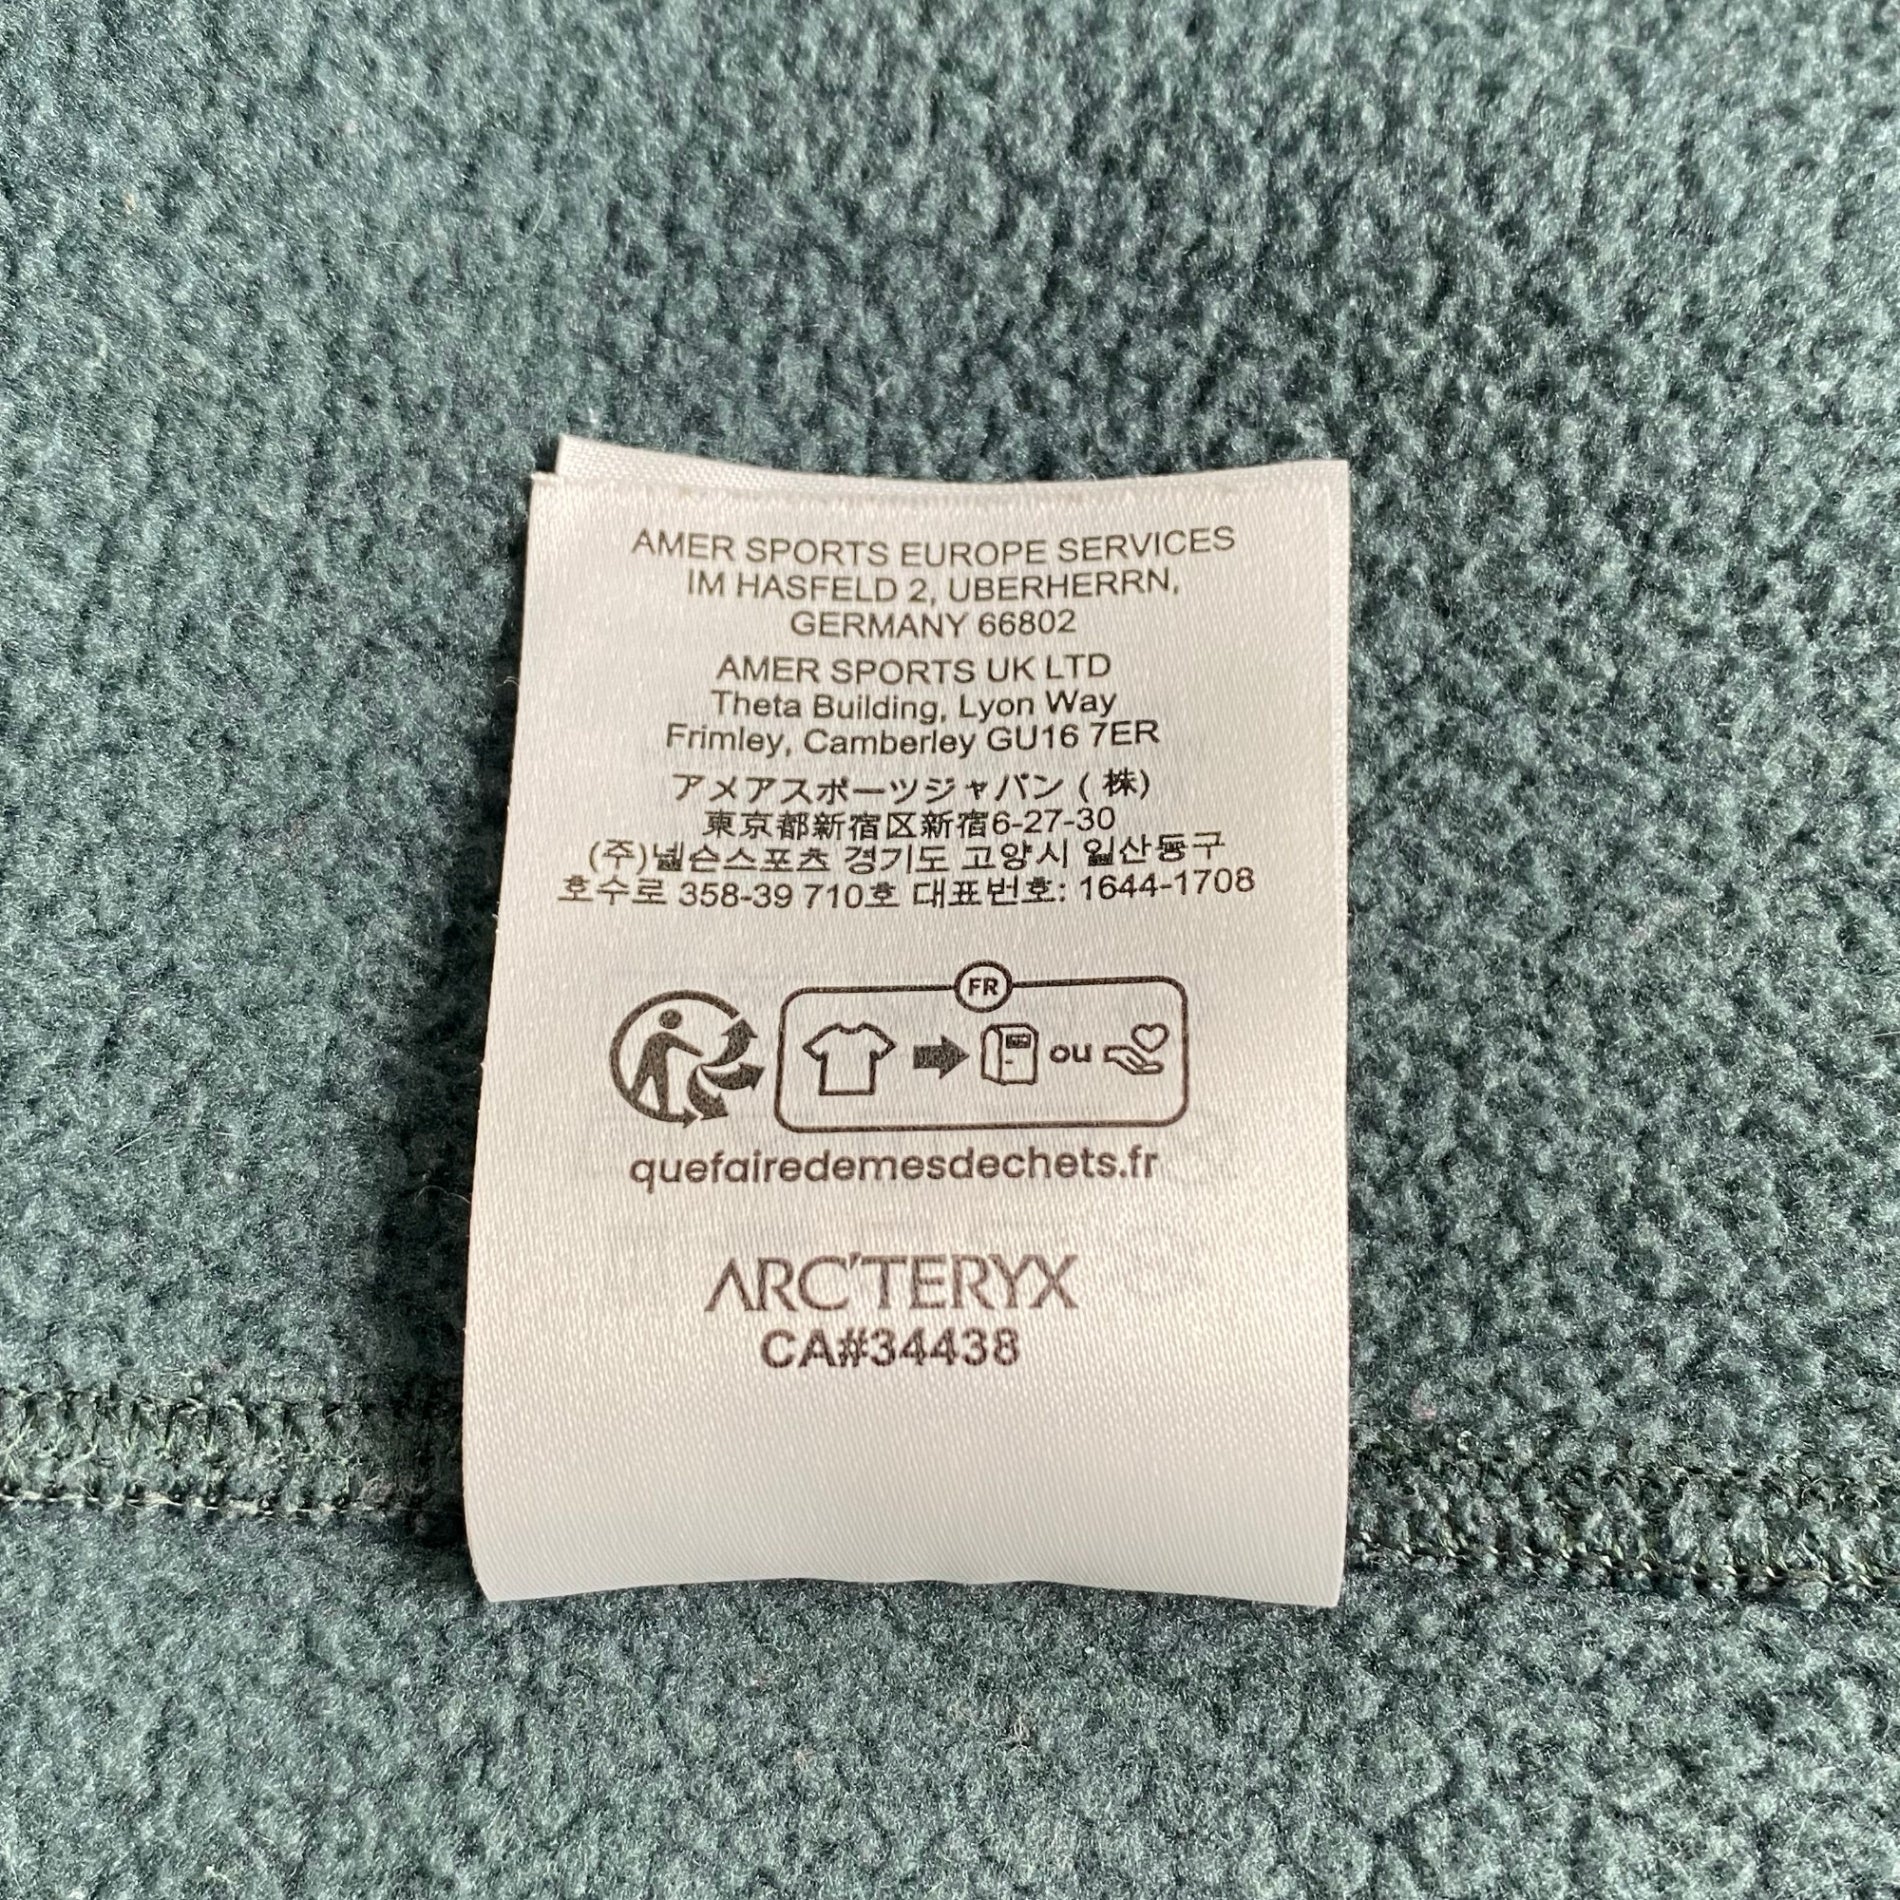 AMER SPORTS EUROPE SERVICES
IM HASFELD 2, UBERHERRN,
GERMANY 66802
AMER SPORTS UK LTD
Theta Building, Lyon Way
Frimley, Camberley GU16 7ER
アメアスポーツジャパン ( 株)
東京都新宿区新宿6-27-30
(주)넬슨스포츠 경기도 고양시 일산동구
호수로 358-39 710호 대표번호: 1644-1708
FR
ou
quefairedemesdechets.fr
ARC'TERYX
CA#34438